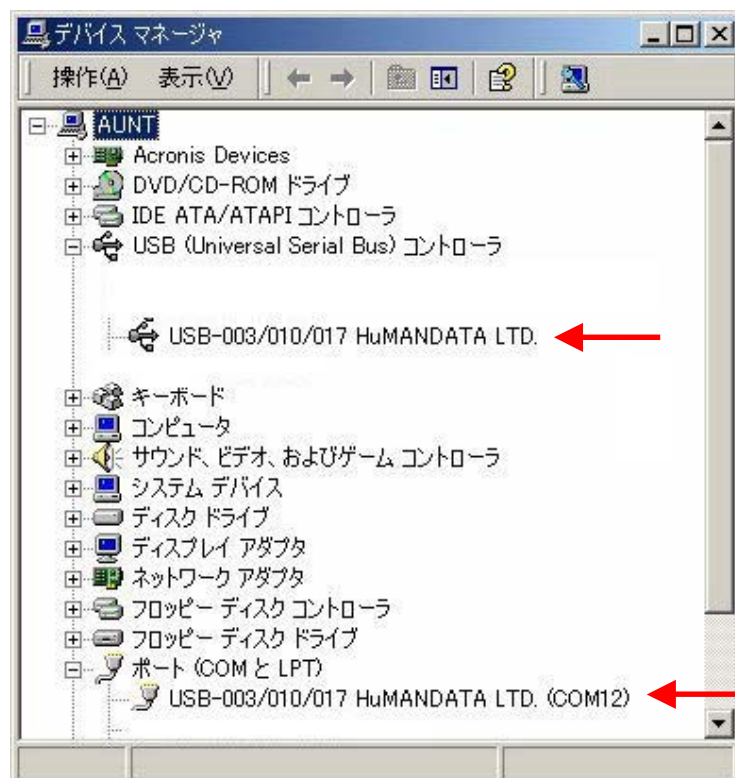 デバイス マネージャ
操作(A) 表示(V)
AUNT
Acronis Devices
DVD/CD-ROM ドライブ
IDE ATA/ATAPI コントローラ
USB (Universal Serial Bus) コントローラ
USB-003/010/017 HuMANDATA LTD.
キーボード
コンピュータ
サウンド、ビデオ、およびゲーム コントローラ
システム デバイス
ディスク ドライブ
ディスプレイ アダプタ
ネットワーク アダプタ
フロッピー ディスク コントローラ
フロッピー ディスク ドライブ
ポート (COM と LPT)
USB-003/010/017 HuMANDATA LTD. (COM12)